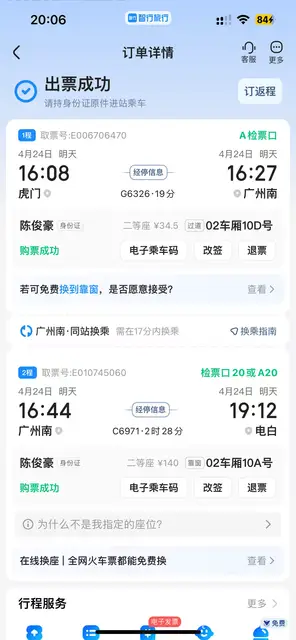 20:06
智行旅行
84
订单详情
客服
更多
出票成功
请持身份证原件进站乘车
订返程
1程 取票号:E006706470
A检票口
4月24日 明天
经停信息
4月24日 明天
16:08
16:27
虎门
G6326·19分
广州南
陈俊豪 身份证
二等座 ¥34.5 过道 02车厢10D号
购票成功
电子乘车码
改签
退票
若可免费换到靠窗，是否愿意接受？
查看
广州南·同站换乘 需在17分内换乘
换乘指南
2程 取票号:E010745060
检票口20或A20
4月24日 明天
经停信息
4月24日 明天
16:44
19:12
广州南
C6971·2时28分
电白
陈俊豪 身份证
二等座 ¥140 靠窗 02车厢10A号
购票成功
电子乘车码
改签
退票
为什么不是我指定的座位?
在线换座 | 全网火车票都能免费换
查看
行程服务
更多
电子发票
免费